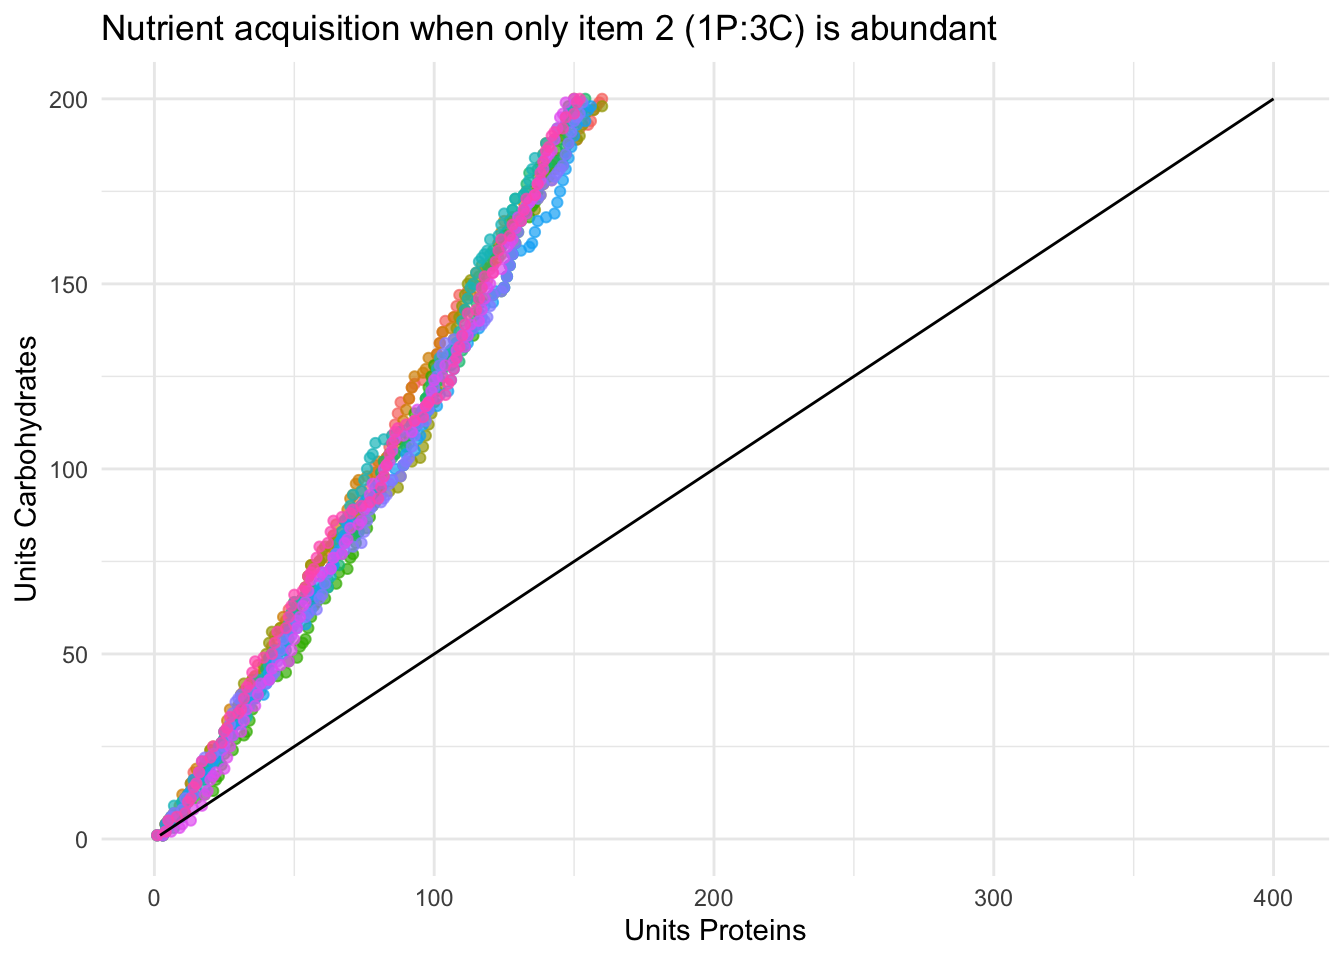 Nutrient acquisition when only item 2 (1P:3C) is abundant
200
150
100
50
0
Units Carbohydrates
0 100 200 300 400
Units Proteins